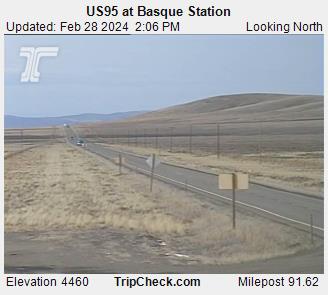 US95 at Basque Station
Updated: Feb 28 2024 2:06 PM Looking North
Elevation 4460 TripCheck.com Milepost 91.62